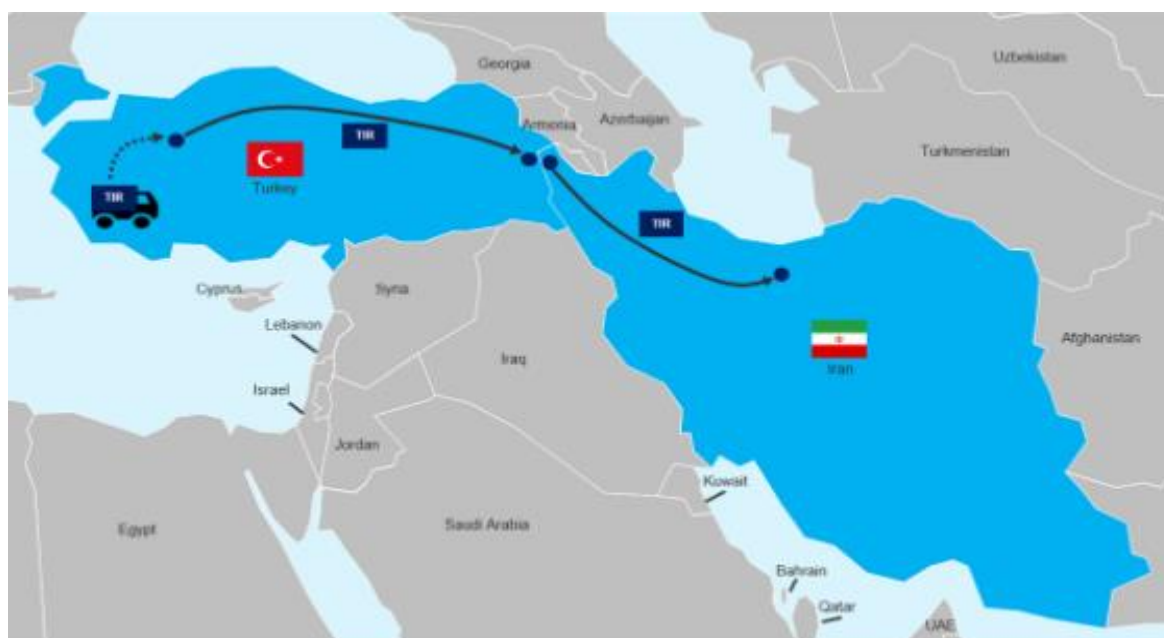 Georgia
Uzbekistan
Armenia
Azerbaijan
TIR
Turkmenistan
Turkey
TIR
TIR
Cyprus
Syria
Lebanon
Afghanistan
Iraq
Iran
Israel
Jordan
Kuwait
Saudi Arabia
Egypt
Bahrain
Qatar
UAE